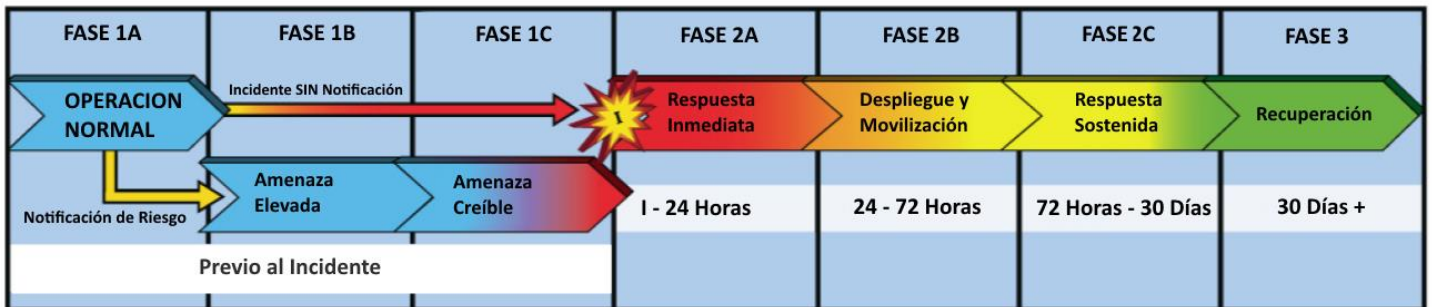 FASE 1A
FASE 1B
FASE 1C
FASE 2A
FASE 2B
FASE 2C
FASE 3
OPERACION
NORMAL
Incidente SIN Notificación
I
Respuesta
Inmediata
Despliegue y
Movilización
Respuesta
Sostenida
Recuperación
Notificación de Riesgo
Amenaza
Elevada
Amenaza
Creíble
I - 24 Horas
24 - 72 Horas
72 Horas - 30 Días
30 Días +
Previo al Incidente